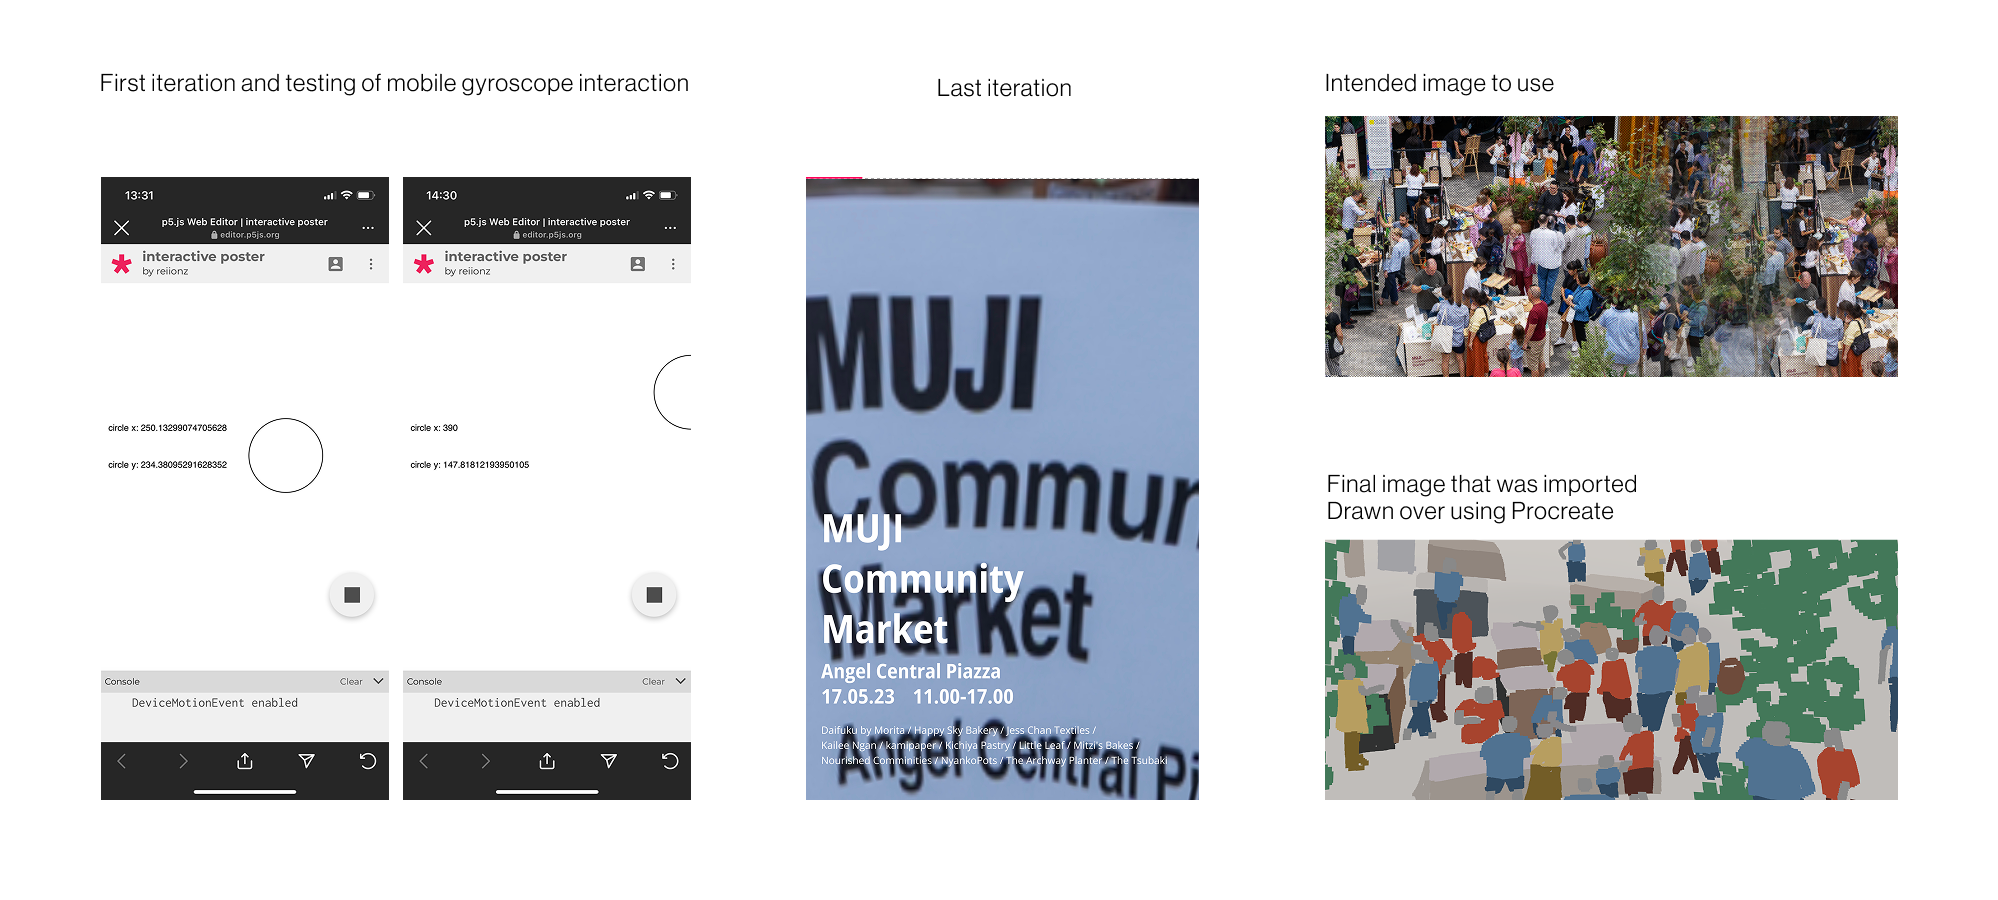 First iteration and testing of mobile gyroscope interaction
13:31
p5.js Web Editor | interactive poster
editor.p5js.org
interactive poster
by reiionz
circle x: 250.13299074705628
circle y: 234.38095291628352
Console
Clear
DeviceMotionEvent enabled
14:30
p5.js Web Editor | interactive poster
editor.p5js.org
interactive poster
by reiionz
circle x: 390
circle y: 147.81812193950105
Console
Clear
DeviceMotionEvent enabled
Last iteration
MUJI
Commun
Market
Angel Central Pi
MUJI
Community
Market
Angel Central Piazza
17.05.23 11.00-17.00
Daifuku by Morita / Happy Sky Bakery / Jess Chan Textiles /
Kailee Ngan / kamipaper / Kichiya Pastry / Little Leaf / Mitzi's Bakes /
Nourished Comminities / NyankoPots / The Archway Planter / The Tsubaki
Intended image to use
Final image that was imported
Drawn over using Procreate